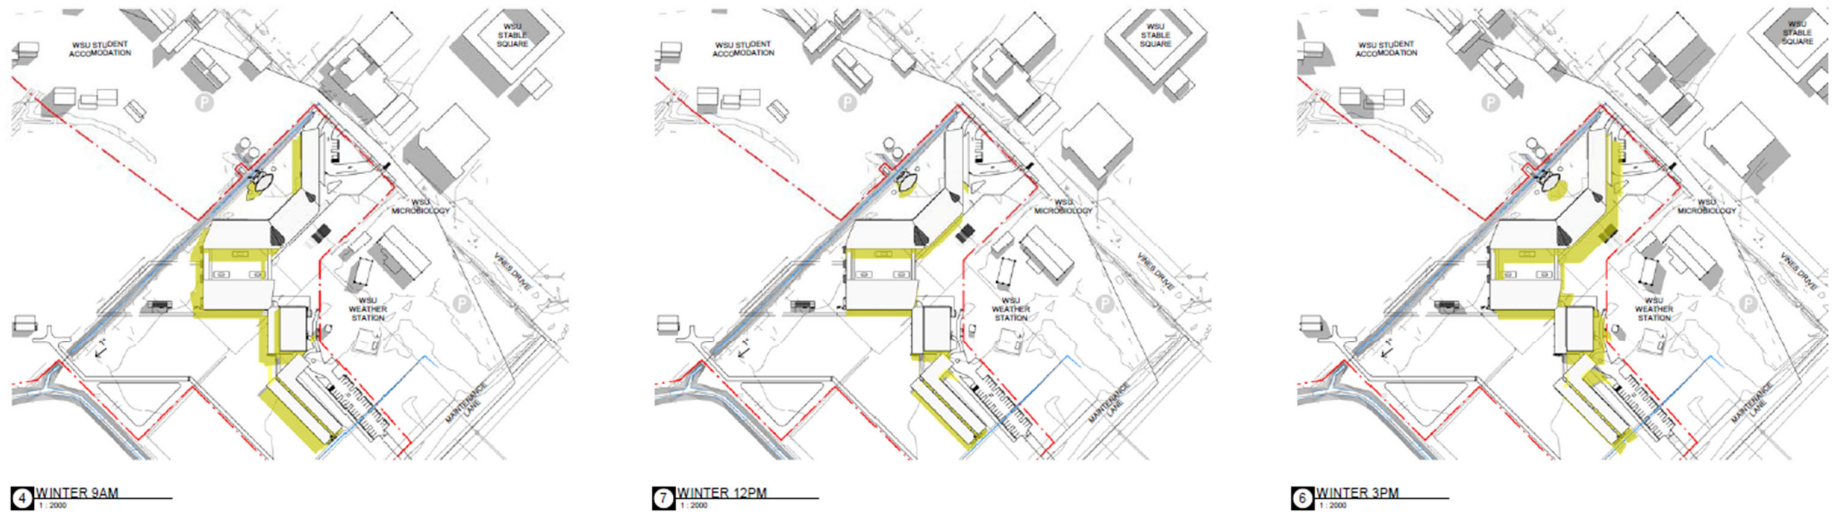 WSU STUDENT
ACCOMODATION
P
WSU
STABLE
SQUARE
WSU
MICROBIOLOGY
VINES DRIVE
WSU
WEATHER
STATION
P
MAINTENANCE
LANE
4 WINTER 9AM
1 : 2000
WSU STUDENT
ACCOMODATION
P
WSU
STABLE
SQUARE
WSU
MICROBIOLOGY
VINES DRIVE
WSU
WEATHER
STATION
P
MAINTENANCE
LANE
7 WINTER 12PM
1 : 2000
WSU STUDENT
ACCOMODATION
P
WSU
STABLE
SQUARE
WSU
MICROBIOLOGY
VINES DRIVE
WSU
WEATHER
STATION
P
MAINTENANCE
LANE
6 WINTER 3PM
1 : 2000